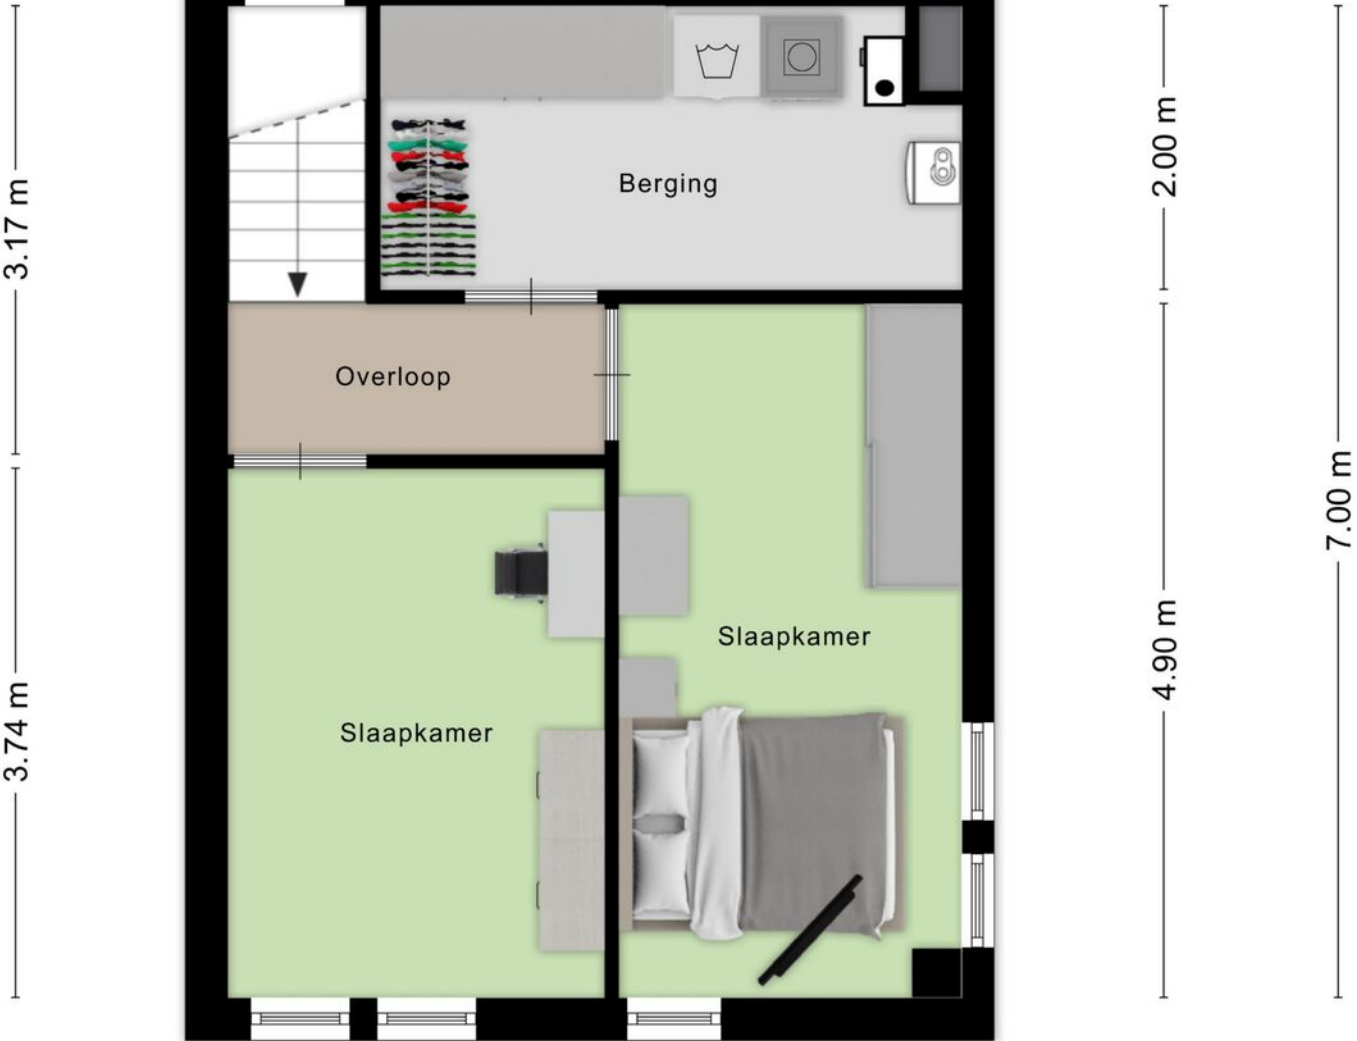 Berging
2.00 m
3.17 m
Overloop
7.00 m
Slaapkamer
4.90 m
Slaapkamer
3.74 m